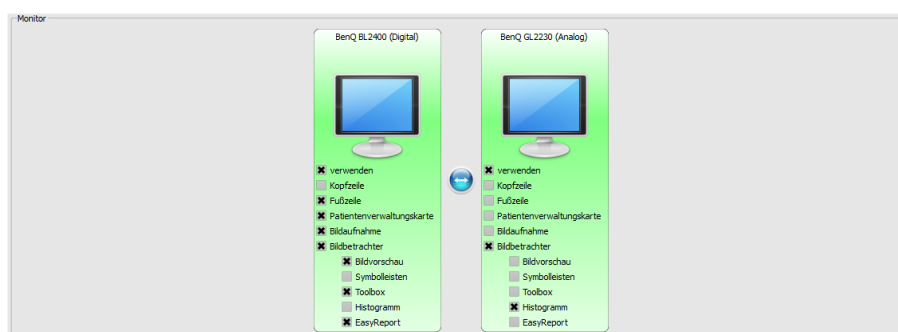 Monitor
BenQ BL2400 (Digital)
verwenden
Kopfzeile
Fußzeile
Patientenverwaltungskarte
Bildaufnahme
Bildbetrachter
Bildvorschau
Symbolleisten
Toolbox
Histogramm
EasyReport
BenQ GL2230 (Analog)
verwenden
Kopfzeile
Fußzeile
Patientenverwaltungskarte
Bildaufnahme
Bildbetrachter
Bildvorschau
Symbolleisten
Toolbox
Histogramm
EasyReport